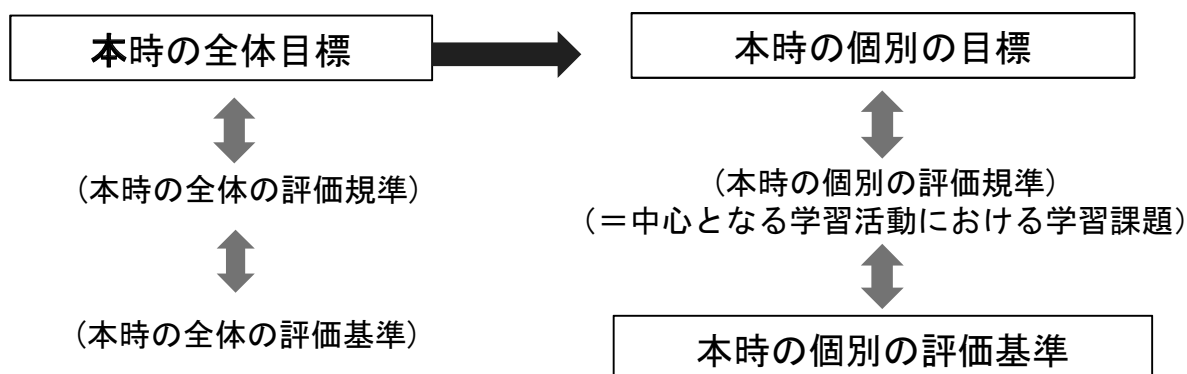 本時の全体目標
本時の個別の目標
（本時の全体の評価規準）
（本時の個別の評価規準）
（＝中心となる学習活動における学習課題）
（本時の全体の評価基準）
本時の個別の評価基準